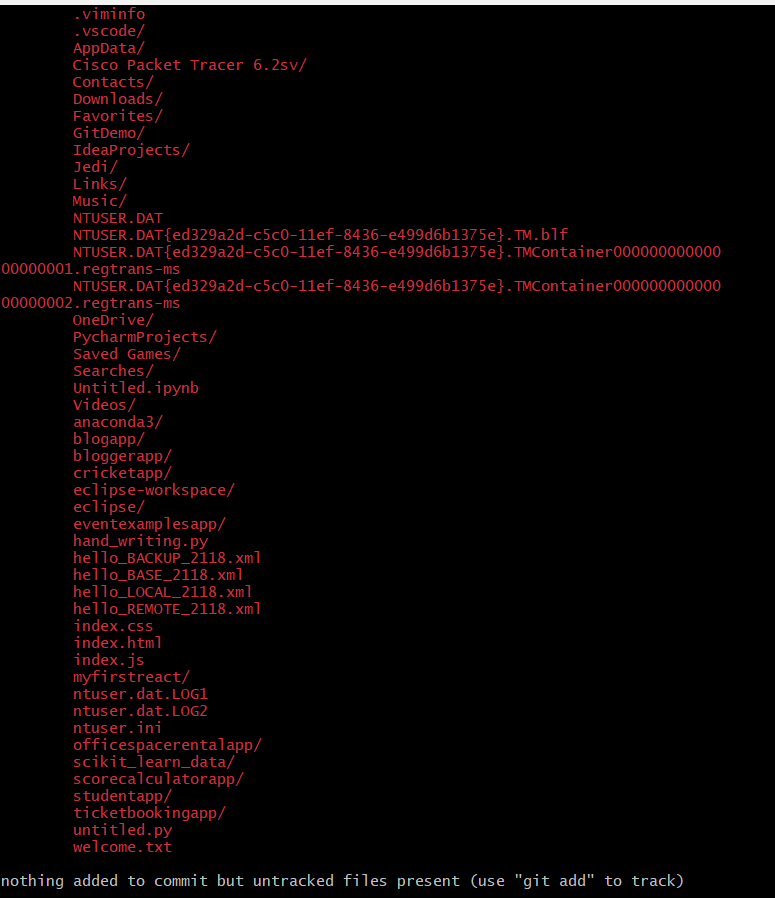 .viminfo
.vscode/
AppData/
Cisco Packet Tracer 6.2sv/
Contacts/
Downloads/
Favorites/
GitDemo/
IdeaProjects/
Jedi/
Links/
Music/
NTUSER.DAT
NTUSER.DAT{ed329a2d-c5c0-11ef-8436-e499d6b1375e}.TM.blf
NTUSER.DAT{ed329a2d-c5c0-11ef-8436-e499d6b1375e}.TMContainer000000000000
00000001.regtrans-ms
NTUSER.DAT{ed329a2d-c5c0-11ef-8436-e499d6b1375e}.TMContainer000000000000
00000002.regtrans-ms
OneDrive/
PycharmProjects/
Saved Games/
Searches/
Untitled.ipynb
Videos/
anaconda3/
blogapp/
bloggerapp/
cricketapp/
eclipse-workspace/
eclipse/
eventexamplesapp/
hand_writing.py
hello_BACKUP_2118.xml
hello_BASE_2118.xml
hello_LOCAL_2118.xml
hello_REMOTE_2118.xml
index.css
index.html
index.js
myfirstreact/
ntuser.dat.LOG1
ntuser.dat.LOG2
ntuser.ini
officespacerentalapp/
scikit_learn_data/
scorecalculatorapp/
studentapp/
ticketbookingapp/
untitled.py
welcome.txt
nothing added to commit but untracked files present (use "git add" to track)